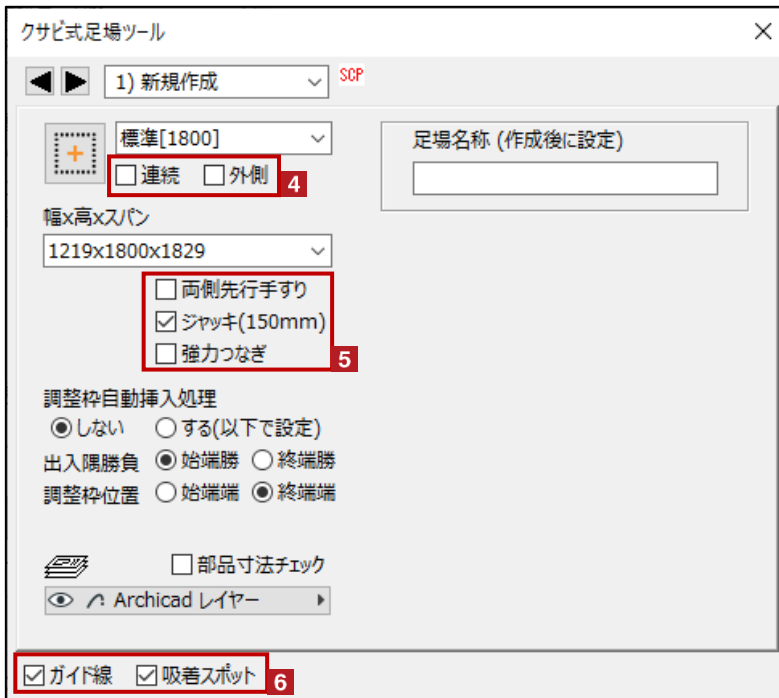 クサビ式足場ツール
1) 新規作成
SCP
標準[1800]
連続 外側
4
足場名称 (作成後に設定)
幅x高xスパン
1219x1800x1829
両側先行手すり
ジャッキ(150mm)
強力つなぎ
5
調整枠自動挿入処理
しない する(以下で設定)
出入隅勝負 始端勝 終端勝
調整枠位置 始端端 終端端
部品寸法チェック
Archicad レイヤー
ガイド線 吸着スポット
6